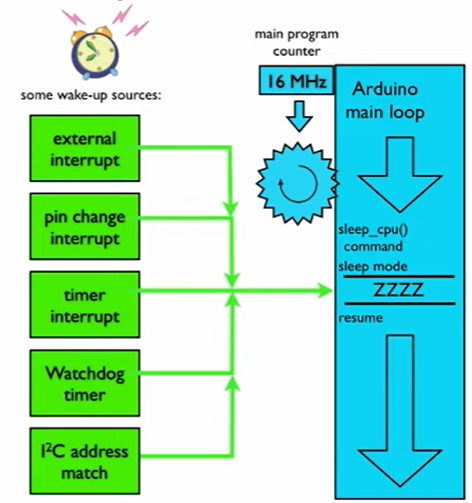 some wake-up sources:
external
interrupt
pin change
interrupt
timer
interrupt
Watchdog
timer
I²C address
match
main program
counter
16 MHz
Arduino
main loop
sleep_cpu()
command
sleep mode
ZZZZ
resume